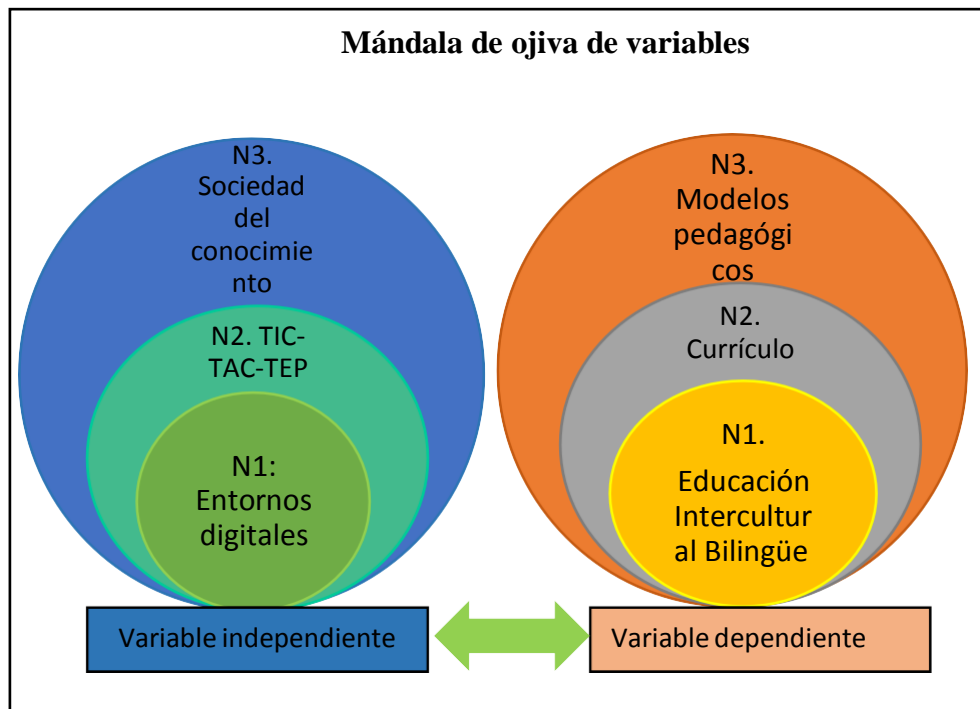 Mándala de ojiva de variables
N3.
Sociedad
del
conocimie
nto
N2. TIC-
TAC-TEP
N1:
Entornos
digitales
Variable independiente
N3.
Modelos
pedagógi
cos
N2.
Currículo
N1.
Educación
Intercultur
al Bilingüe
Variable dependiente